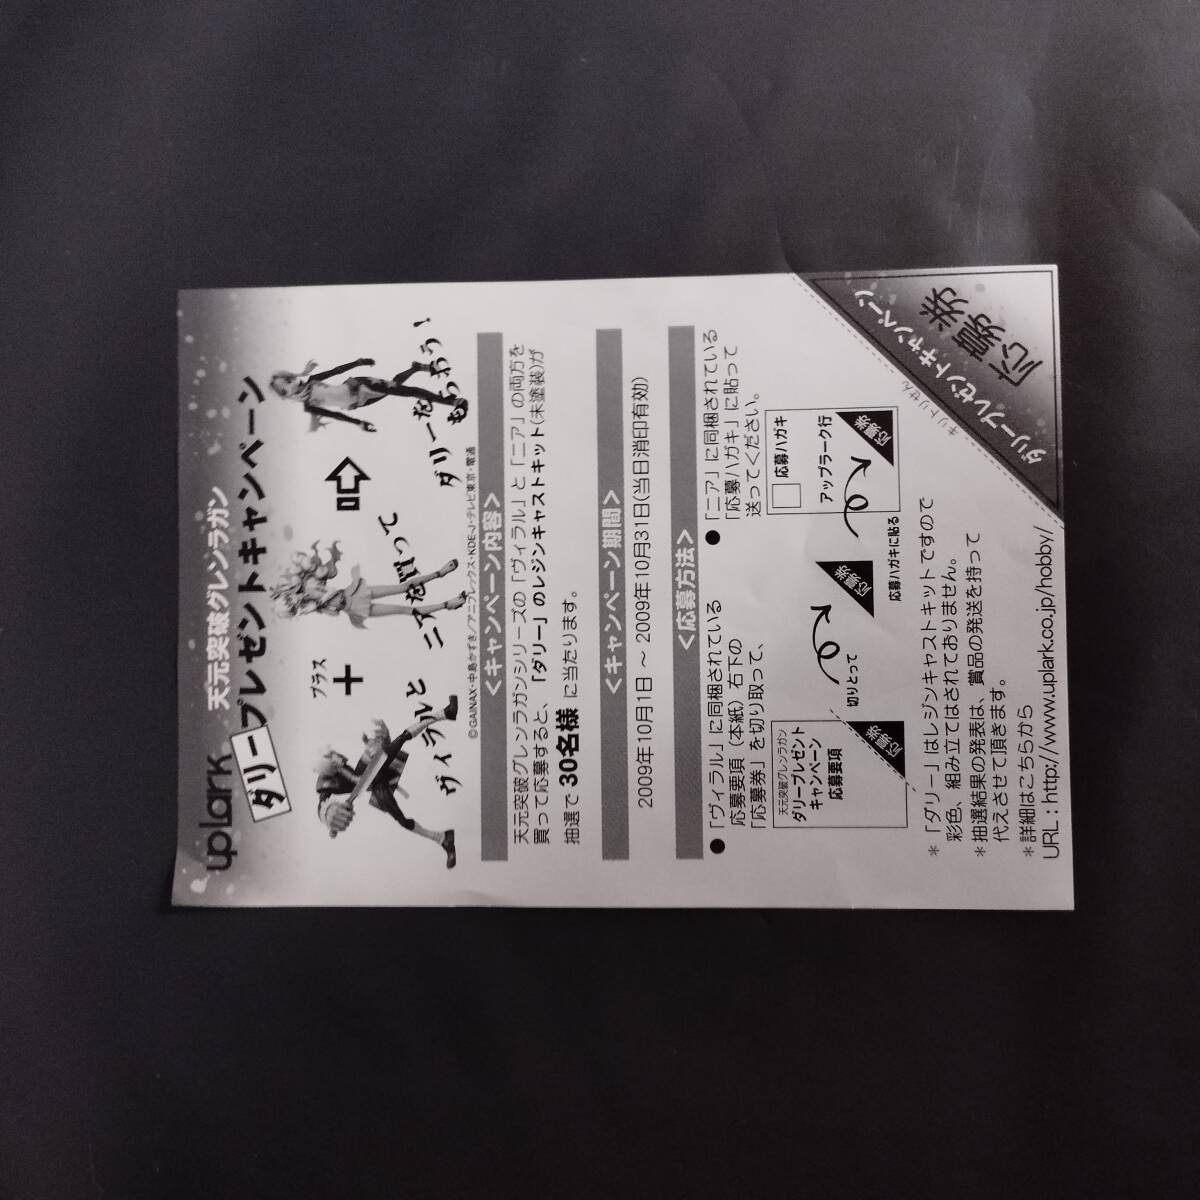 uplark
天元突破グレンラガン
ダリープレゼントキャンペーン
プラス
+
ヴィラルと
ニアを買って
ダリーを
もらおう！
©GAINAX・中島かずき/アニプレックス・KDE-J・テレビ東京・電通
<キャンペーン内容>
天元突破グレンラガンシリーズの「ヴィラル」と「ニア」の両方を
買って応募すると、「ダリー」のレジンキャストキット(未塗装)が
抽選で 30名様 に当たります。
<キャンペーン期間>
2009年10月1日 ～ 2009年10月31日(当日消印有効)
<応募方法>
●「ヴィラル」に同梱されている
応募要項（本紙）右下の
「応募券」を切り取って、
天元突破グレンラガン
ダリープレゼント
キャンペーン
応募要項
応募券
切りとって
応募券
●「ニア」に同梱されている
「応募ハガキ」に貼って
送ってください。
応募ハガキ
アップラーク行
応募券
応募ハガキに貼る
＊「ダリー」はレジンキャストキットですので
彩色、組み立てはされておりません。
＊抽選結果の発表は、賞品の発送を持って
代えさせて頂きます。
＊詳細はこちらから
URL：http://www.uplark.co.jp/hobby/
キリトリせん
ダリープレゼントキャンペーン
応募券